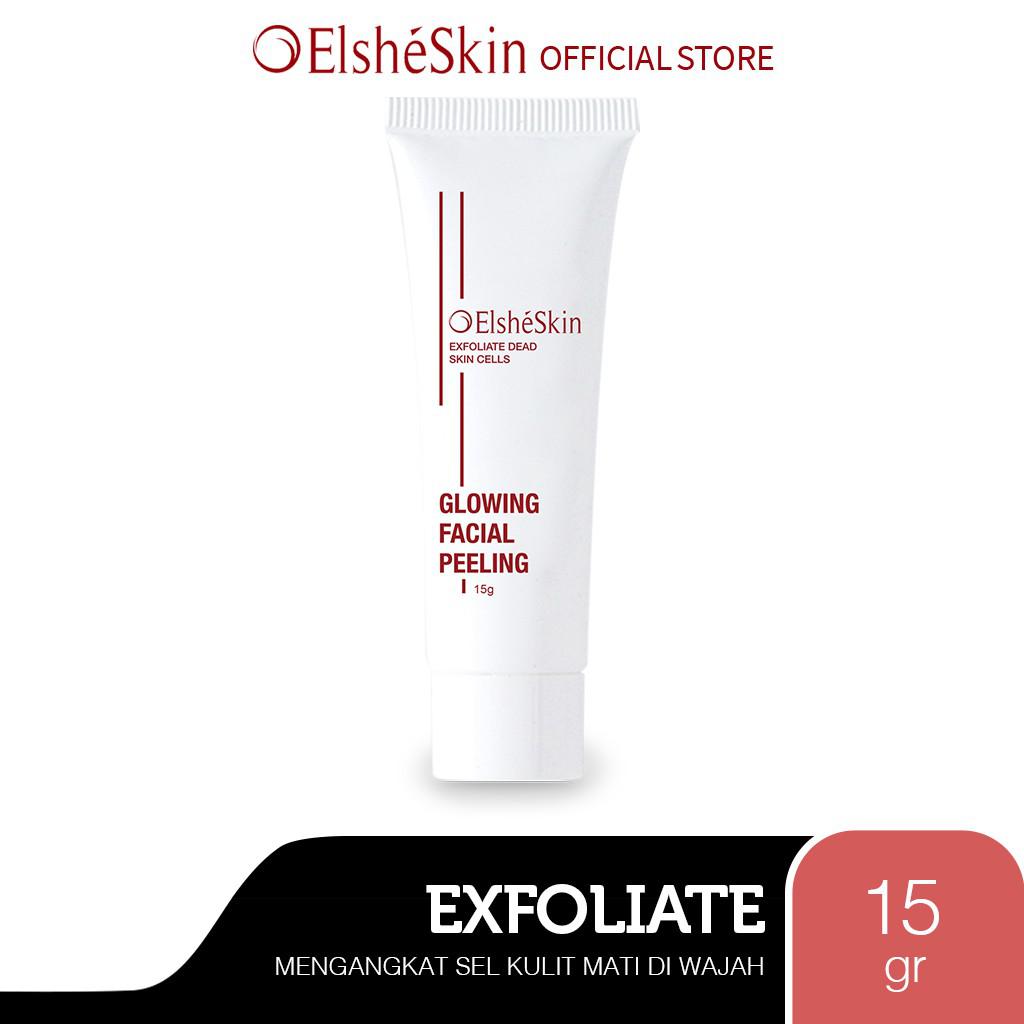 ElshéSkin OFFICIAL STORE
ElshéSkin
EXFOLIATE DEAD
SKIN CELLS
GLOWING
FACIAL
PEELING
15g
EXFOLIATE
MENGANGKAT SEL KULIT MATI DI WAJAH
15
gr